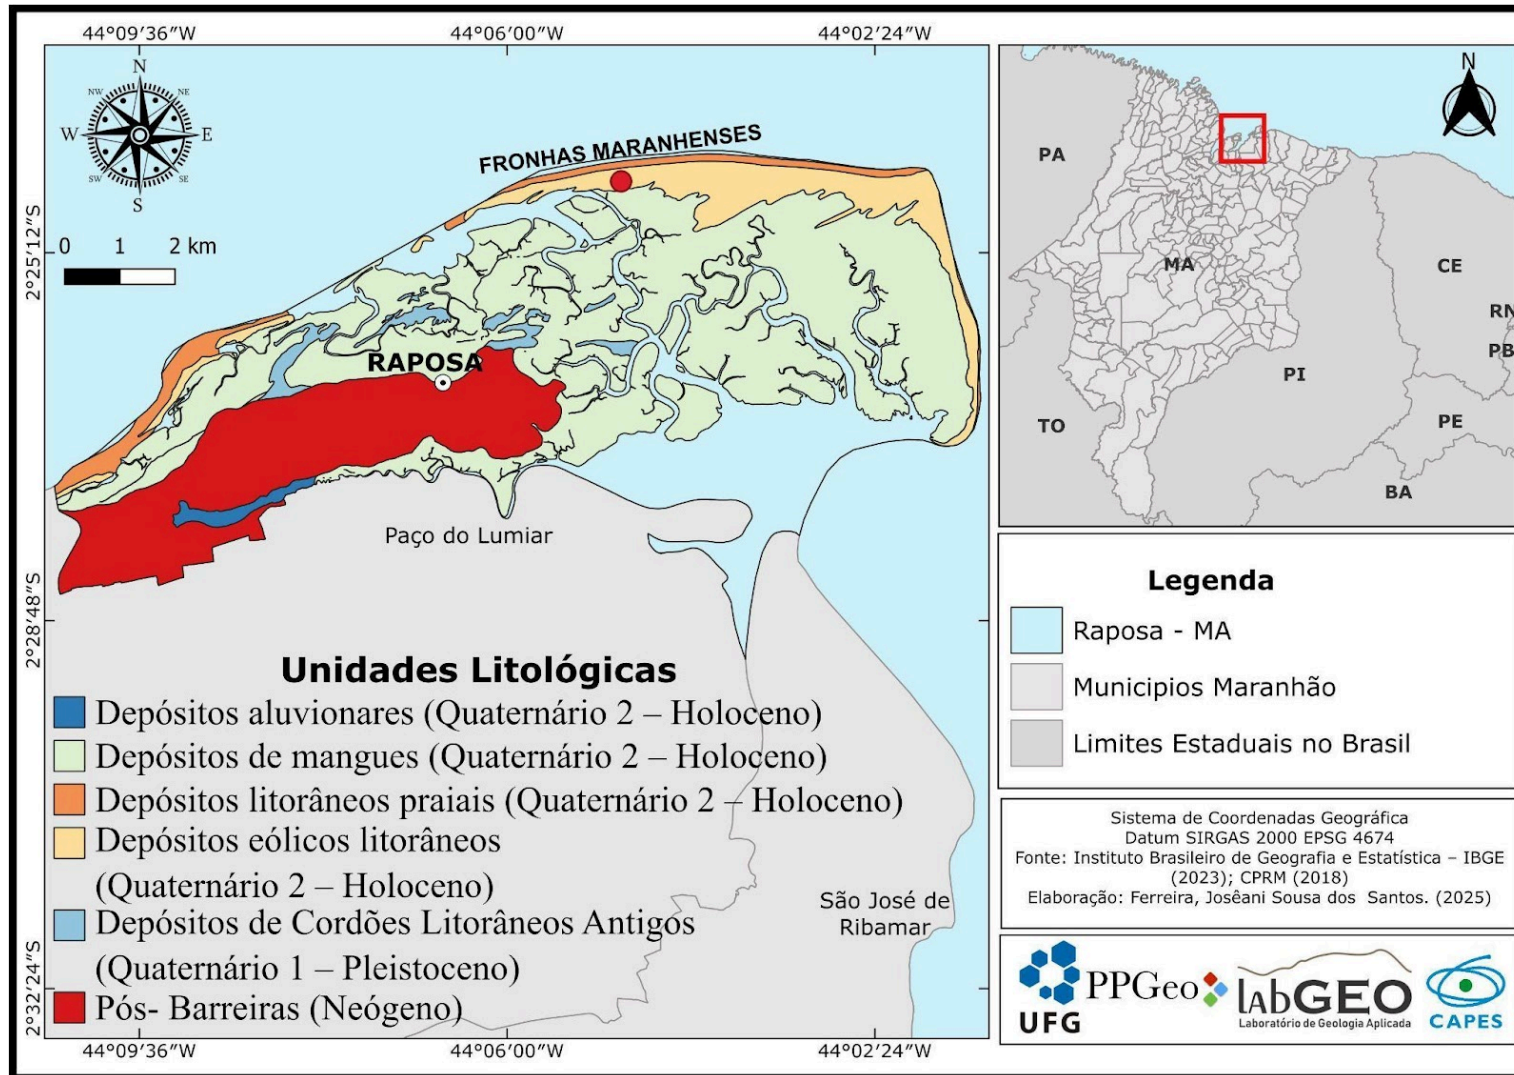 44°09'36"W
44°06'00"W
44°02'24"W
N
NW
NE
W
E
SW
SE
S
0 1 2 km
2°25'12"S
2°28'48"S
2°32'24"S
FRONHAS MARANHENSES
RAPOSA
Paço do Lumiar
São José de
Ribamar
Unidades Litológicas
Depósitos aluvionares (Quaternário 2 – Holoceno)
Depósitos de mangues (Quaternário 2 – Holoceno)
Depósitos litorâneos praiais (Quaternário 2 – Holoceno)
Depósitos eólicos litorâneos
(Quaternário 2 – Holoceno)
Depósitos de Cordões Litorâneos Antigos
(Quaternário 1 – Pleistoceno)
Pós- Barreiras (Neógeno)
44°09'36"W
44°06'00"W
44°02'24"W
N
PA
MA
CE
RN
PB
PI
TO
PE
BA
Legenda
Raposa - MA
Municipios Maranhão
Limites Estaduais no Brasil
Sistema de Coordenadas Geográfica
Datum SIRGAS 2000 EPSG 4674
Fonte: Instituto Brasileiro de Geografia e Estatística – IBGE
(2023); CPRM (2018)
Elaboração: Ferreira, Josêani Sousa dos Santos. (2025)
UFG
PPGeo
labGEO
Laboratório de Geologia Aplicada
CAPES